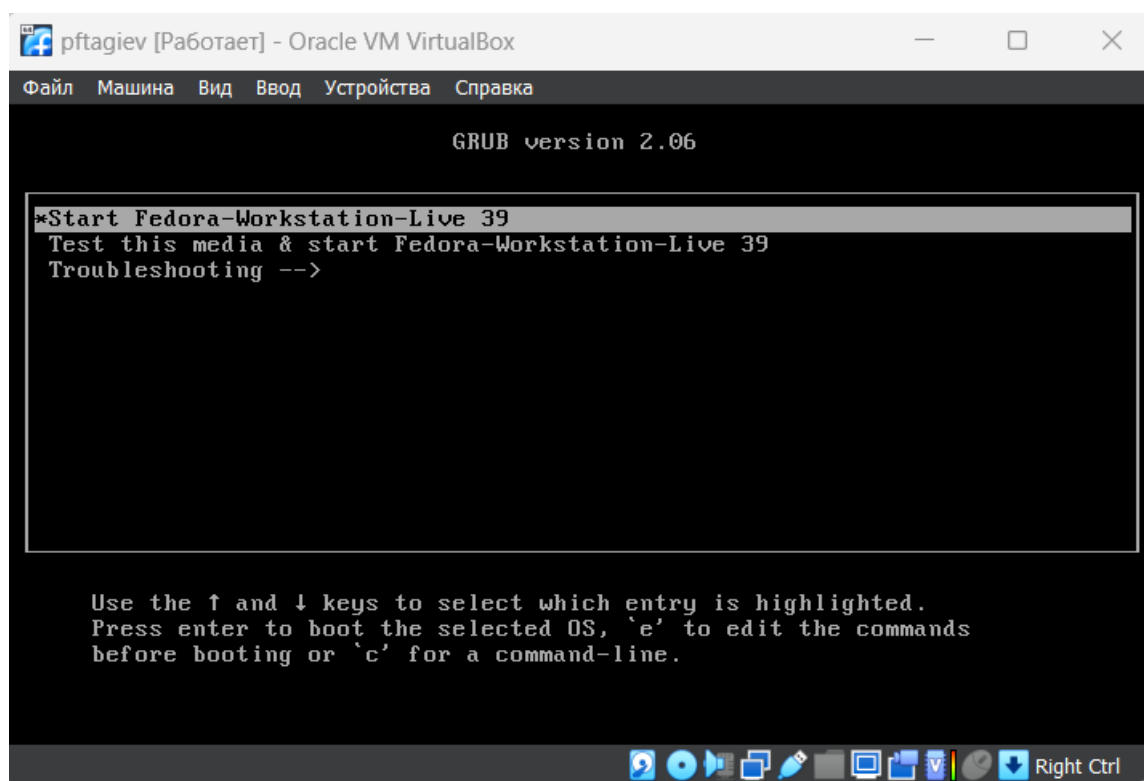 pftagiev [Работает] - Oracle VM VirtualBox
Файл Машина Вид Ввод Устройства Справка
GRUB version 2.06
*Start Fedora-Workstation-Live 39
Test this media & start Fedora-Workstation-Live 39
Troubleshooting -->
Use the ↑ and ↓ keys to select which entry is highlighted.
Press enter to boot the selected OS, `e' to edit the commands
before booting or `c' for a command-line.
Right Ctrl